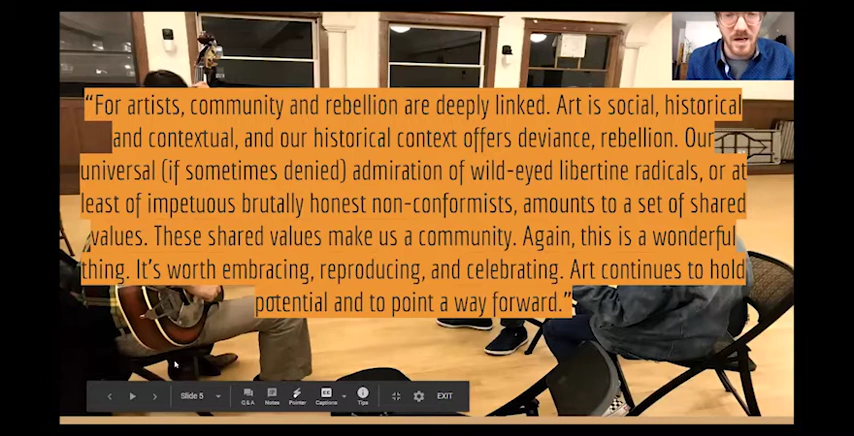 “For artists, community and rebellion are deeply linked. Art is social, historical
and contextual, and our historical context offers deviance, rebellion. Our
universal (if sometimes denied) admiration of wild-eyed libertine radicals, or at
least of impetuous brutally honest non-conformists, amounts to a set of shared
values. These shared values make us a community. Again, this is a wonderful
thing. It’s worth embracing, reproducing, and celebrating. Art continues to hold
potential and to point a way forward.”
Slide 5
Q&A
Notes
Pointer
CC
Captions
Tips
EXIT